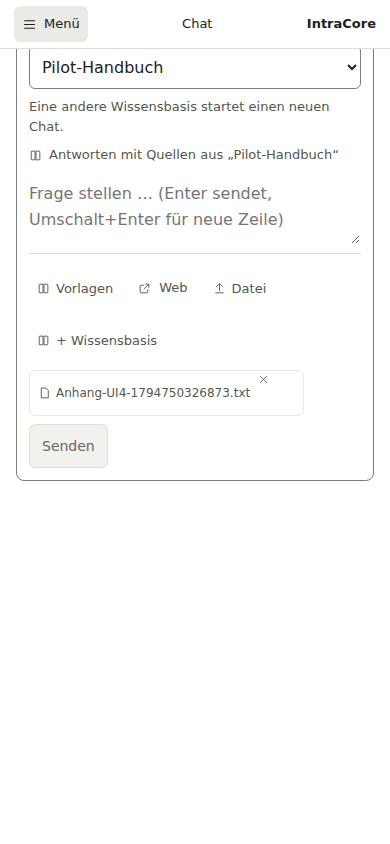 Menü
Chat
IntraCore
Pilot-Handbuch
Eine andere Wissensbasis startet einen neuen
Chat.
Antworten mit Quellen aus „Pilot-Handbuch“
Frage stellen … (Enter sendet,
Umschalt+Enter für neue Zeile)
Vorlagen
Web
Datei
+ Wissensbasis
Anhang-UI4-1794750326873.txt
Senden